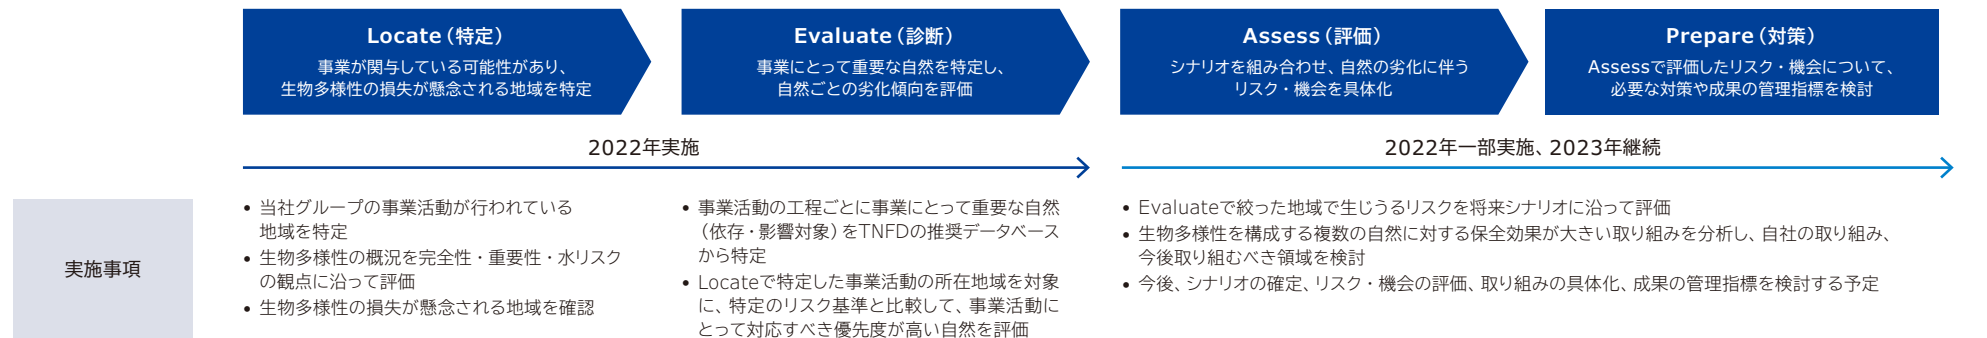 Locate（特定）
事業が関与している可能性があり、
生物多様性の損失が懸念される地域を特定
Evaluate（診断）
事業にとって重要な自然を特定し、
自然ごとの劣化傾向を評価
Assess（評価）
シナリオを組み合わせ、自然の劣化に伴う
リスク・機会を具体化
Prepare（対策）
Assessで評価したリスク・機会について、
必要な対策や成果の管理指標を検討
2022年実施
2022年一部実施、2023年継続
実施事項
• 当社グループの事業活動が行われている
地域を特定
• 生物多様性の概況を完全性・重要性・水リスク
の観点に沿って評価
• 生物多様性の損失が懸念される地域を確認
• 事業活動の工程ごとに事業にとって重要な自然
（依存・影響対象）をTNFDの推奨データベース
から特定
• Locateで特定した事業活動の所在地域を対象
に、特定のリスク基準と比較して、事業活動に
とって対応すべき優先度が高い自然を評価
• Evaluateで絞った地域で生じうるリスクを将来シナリオに沿って評価
• 生物多様性を構成する複数の自然に対する保全効果が大きい取り組みを分析し、自社の取り組み、
今後取り組むべき領域を検討
• 今後、シナリオの確定、リスク・機会の評価、取り組みの具体化、成果の管理指標を検討する予定